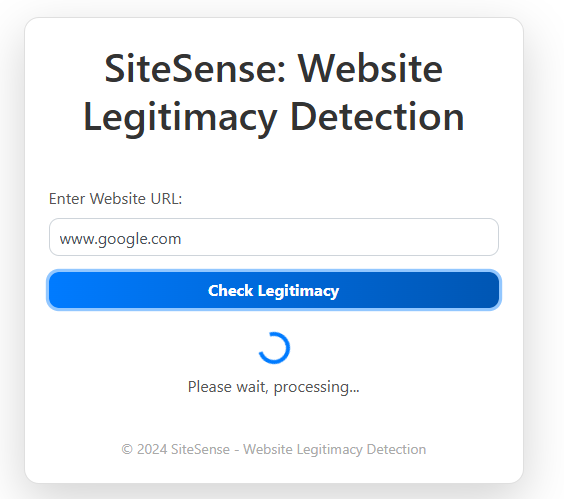 SiteSense: Website
Legitimacy Detection
Enter Website URL:
www.google.com
Check Legitimacy
Please wait, processing...
© 2024 SiteSense - Website Legitimacy Detection